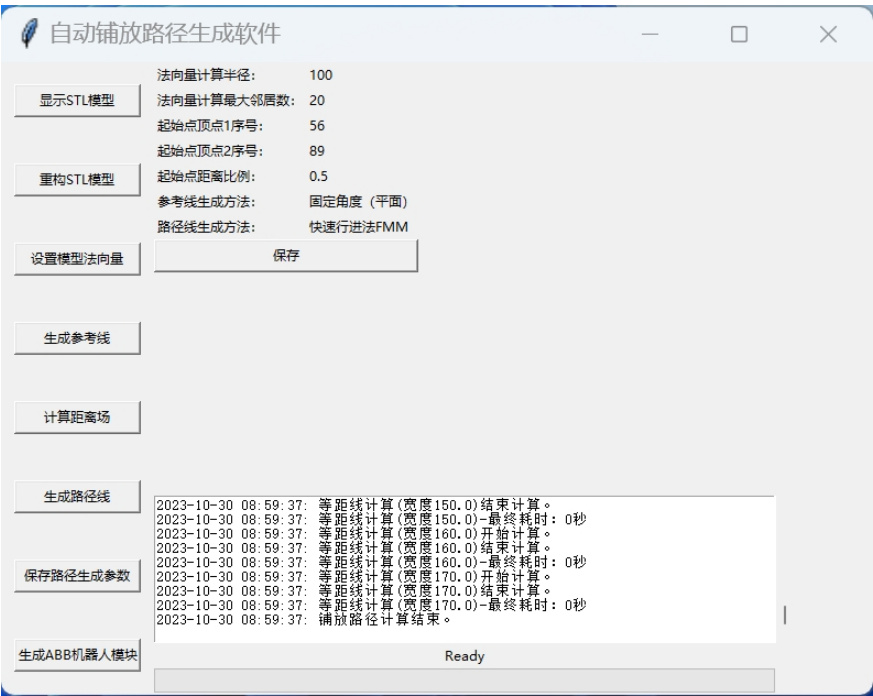 自动铺放路径生成软件
显示STL模型
重构STL模型
设置模型法向量
生成参考线
计算距离场
生成路径线
保存路径生成参数
生成ABB机器人模块
法向量计算半径： 100
法向量计算最大邻居数： 20
起始点顶点1序号： 56
起始点顶点2序号： 89
起始点距离比例： 0.5
参考线生成方法： 固定角度（平面）
路径线生成方法： 快速行进法FMM
保存
2023-10-30 08:59:37: 等距线计算(宽度150.0)结束计算。
2023-10-30 08:59:37: 等距线计算(宽度150.0)-最终耗时：0秒
2023-10-30 08:59:37: 等距线计算(宽度160.0)开始计算。
2023-10-30 08:59:37: 等距线计算(宽度160.0)结束计算。
2023-10-30 08:59:37: 等距线计算(宽度160.0)-最终耗时：0秒
2023-10-30 08:59:37: 等距线计算(宽度170.0)开始计算。
2023-10-30 08:59:37: 等距线计算(宽度170.0)结束计算。
2023-10-30 08:59:37: 等距线计算(宽度170.0)-最终耗时：0秒
2023-10-30 08:59:37: 铺放路径计算结束。
Ready